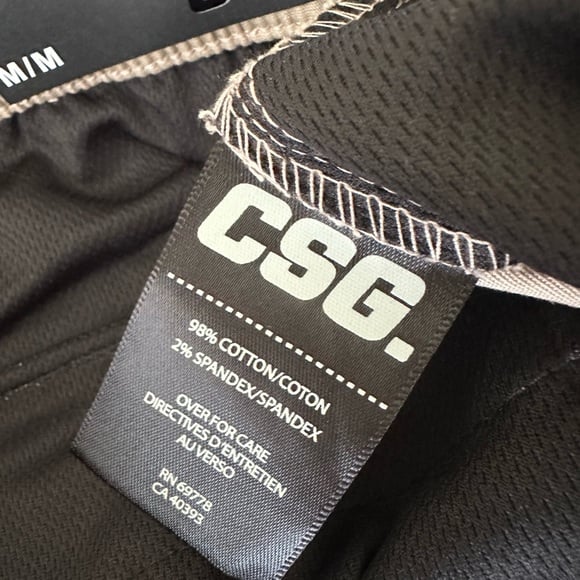 M/M
CSG.
98% COTTON/COTON
2% SPANDEX/SPANDEX
OVER FOR CARE
DIRECTIVES D'ENTRETIEN
AU VERSO
RN 69778
CA 40393